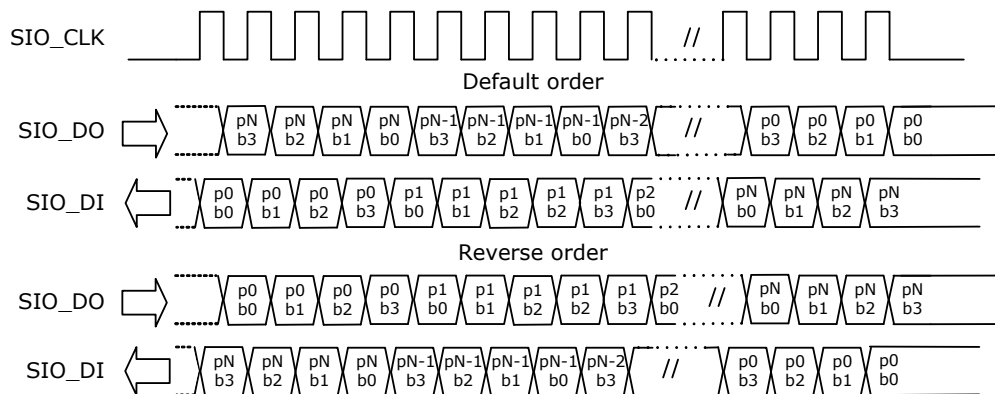 SIO_CLK
//
Default order
SIO_DO
pN pN pN pN pN-1 pN-1 pN-1 pN-1 pN-2 // p0 p0 p0 p0
b3 b2 b1 b0 b3 b2 b1 b0 b3 b3 b2 b1 b0
SIO_DI
p0 p0 p0 p0 p1 p1 p1 p1 p1 p2 // pN pN pN pN
b0 b1 b2 b3 b0 b1 b2 b2 b3 b0 b0 b1 b2 b3
Reverse order
SIO_DO
p0 p0 p0 p0 p1 p1 p1 p1 p1 p2 // pN pN pN pN
b0 b1 b2 b3 b0 b1 b2 b2 b3 b0 b0 b1 b2 b3
SIO_DI
pN pN pN pN pN-1 pN-1 pN-1 pN-1 pN-2 // p0 p0 p0 p0
b3 b2 b1 b0 b3 b2 b1 b0 b3 b3 b2 b1 b0